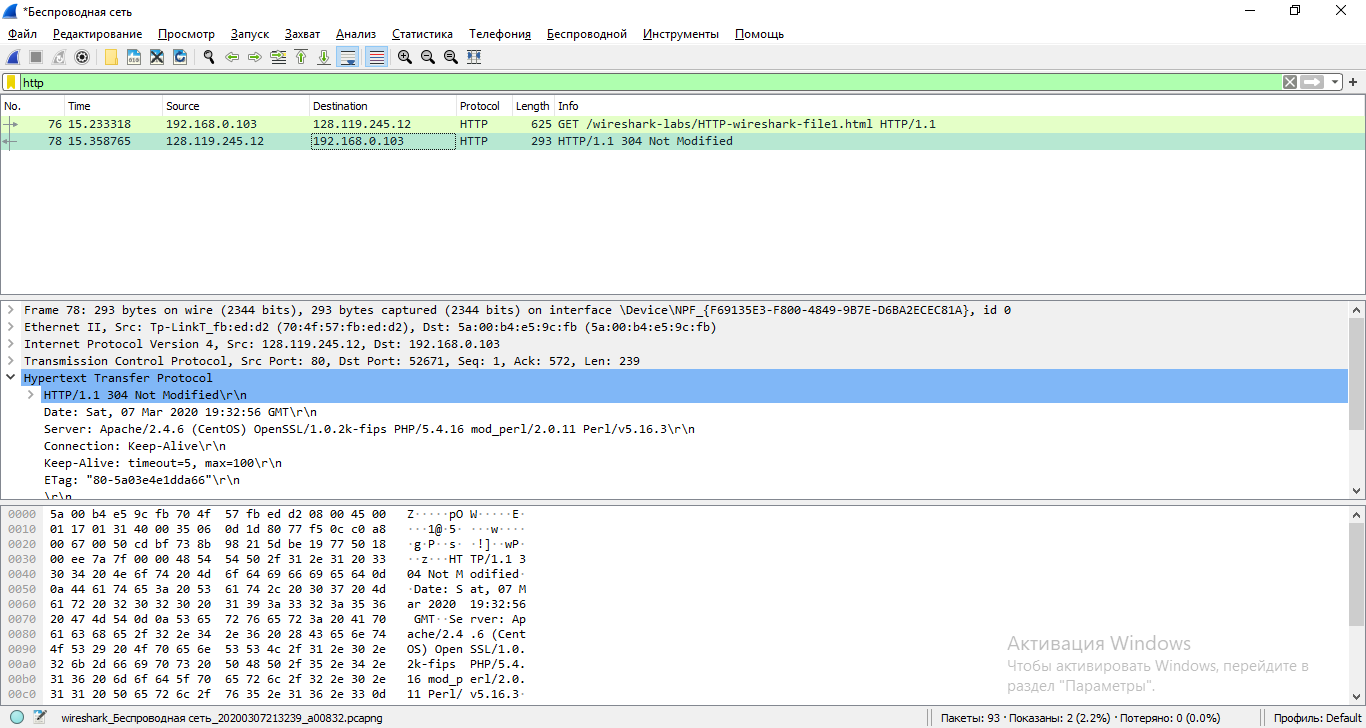 *Беспроводная сеть
Файл Редактирование Просмотр Запуск Захват Анализ Статистика Телефония Беспроводной Инструменты Помощь
http
No. Time Source Destination Protocol Length Info
76 15.233318 192.168.0.103 128.119.245.12 HTTP 625 GET /wireshark-labs/HTTP-wireshark-file1.html HTTP/1.1
78 15.358765 128.119.245.12 192.168.0.103 HTTP 293 HTTP/1.1 304 Not Modified
Frame 78: 293 bytes on wire (2344 bits), 293 bytes captured (2344 bits) on interface \Device\NPF_{F69135E3-F800-4849-9B7E-D6BA2ECEC81A}, id 0
Ethernet II, Src: Tp-LinkT_fb:ed:d2 (70:4f:57:fb:ed:d2), Dst: 5a:00:b4:e5:9c:fb (5a:00:b4:e5:9c:fb)
Internet Protocol Version 4, Src: 128.119.245.12, Dst: 192.168.0.103
Transmission Control Protocol, Src Port: 80, Dst Port: 52671, Seq: 1, Ack: 572, Len: 239
Hypertext Transfer Protocol
HTTP/1.1 304 Not Modified\r\n
Date: Sat, 07 Mar 2020 19:32:56 GMT\r\n
Server: Apache/2.4.6 (CentOS) OpenSSL/1.0.2k-fips PHP/5.4.16 mod_perl/2.0.11 Perl/v5.16.3\r\n
Connection: Keep-Alive\r\n
Keep-Alive: timeout=5, max=100\r\n
ETag: "80-5a03e4e1dda66"\r\n
\r\n
0000 5a 00 b4 e5 9c fb 70 4f 57 fb ed d2 08 00 45 00 Z·····pO W·····E·
0010 01 17 01 31 40 00 35 06 0d 1d 80 77 f5 0c c0 a8 ···1@·5· ···w····
0020 00 67 00 50 cd bf 73 8b 98 21 5d be 19 77 50 18 ·g·P··s· ·!]··wP·
0030 00 ee 7a 7f 00 00 48 54 54 50 2f 31 2e 31 20 33 ··z···HT TP/1.1 3
0040 30 34 20 4e 6f 74 20 4d 6f 64 69 66 69 65 64 0d 04 Not M odified·
0050 0a 44 61 74 65 3a 20 53 61 74 2c 20 30 37 20 4d ·Date: S at, 07 M
0060 61 72 20 32 30 32 30 20 31 39 3a 33 32 3a 35 36 ar 2020 19:32:56
0070 20 47 4d 54 0d 0a 53 65 72 76 65 72 3a 20 41 70 GMT··Se rver: Ap
0080 61 63 68 65 2f 32 2e 34 2e 36 20 28 43 65 6e 74 ache/2.4 .6 (Cent
0090 4f 53 29 20 4f 70 65 6e 53 53 4c 2f 31 2e 30 2e OS) Open SSL/1.0.
00a0 32 6b 2d 66 69 70 73 20 50 48 50 2f 35 2e 34 2e 2k-fips PHP/5.4.
00b0 31 36 20 6d 6f 64 5f 70 65 72 6c 2f 32 2e 30 2e 16 mod_p erl/2.0.
00c0 31 31 20 50 65 72 6c 2f 76 35 2e 31 36 2e 33 0d 11 Perl/ v5.16.3·
Активация Windows
Чтобы активировать Windows, перейдите в
раздел "Параметры".
wireshark_Беспроводная сеть_20200307213239_a00832.pcapng
Пакеты: 93 · Показаны: 2 (2.2%) · Потеряно: 0 (0.0%)
Профиль: Default